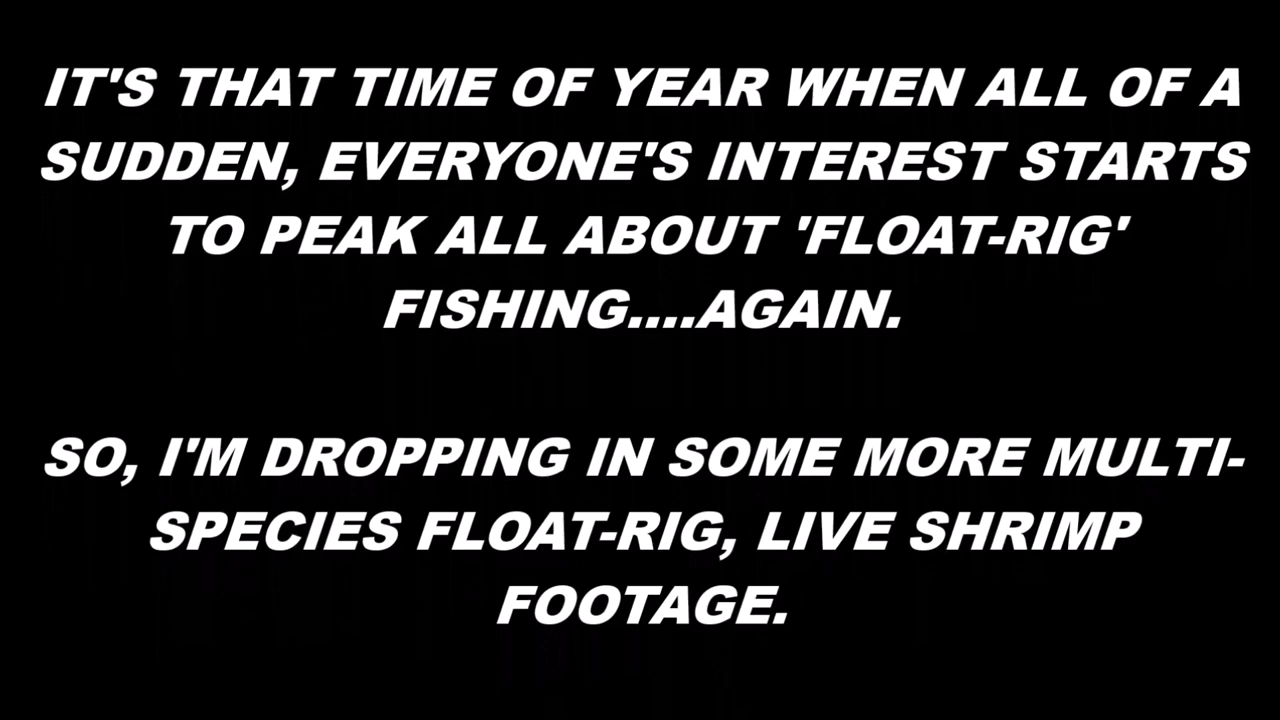 IT'S THAT TIME OF YEAR WHEN ALL OF A
SUDDEN, EVERYONE'S INTEREST STARTS
TO PEAK ALL ABOUT 'FLOAT-RIG'
FISHING....AGAIN.
SO, I'M DROPPING IN SOME MORE MULTI-
SPECIES FLOAT-RIG, LIVE SHRIMP
FOOTAGE.